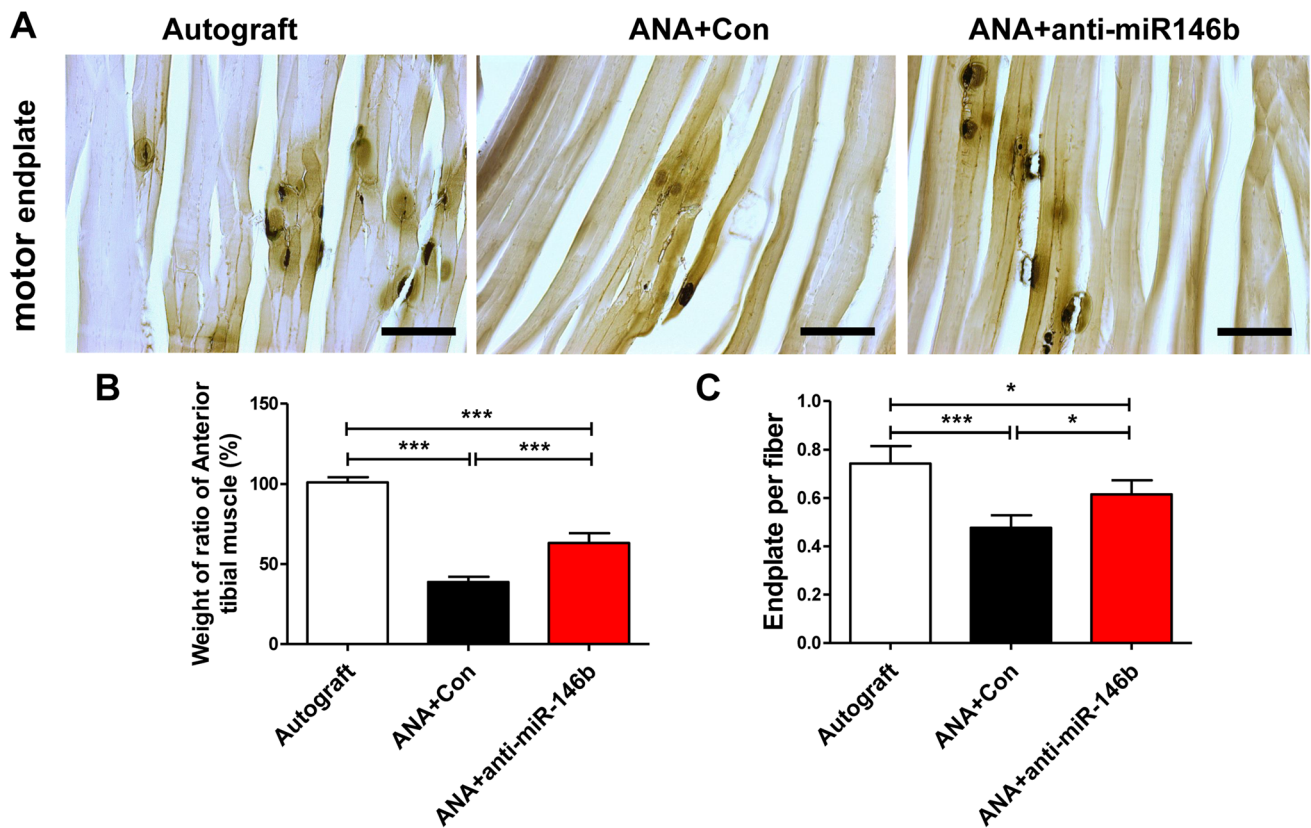 A
Autograft
ANA+Con
ANA+anti-miR146b
motor endplate
B
Weight of ratio of Anterior
tibial muscle (%)
150
100
50
0
***
***
***
Autograft
ANA+Con
ANA+anti-miR-146b
C
Endplate per fiber
1.0
0.8
0.6
0.4
0.2
0.0
*
***
*
Autograft
ANA+Con
ANA+anti-miR-146b